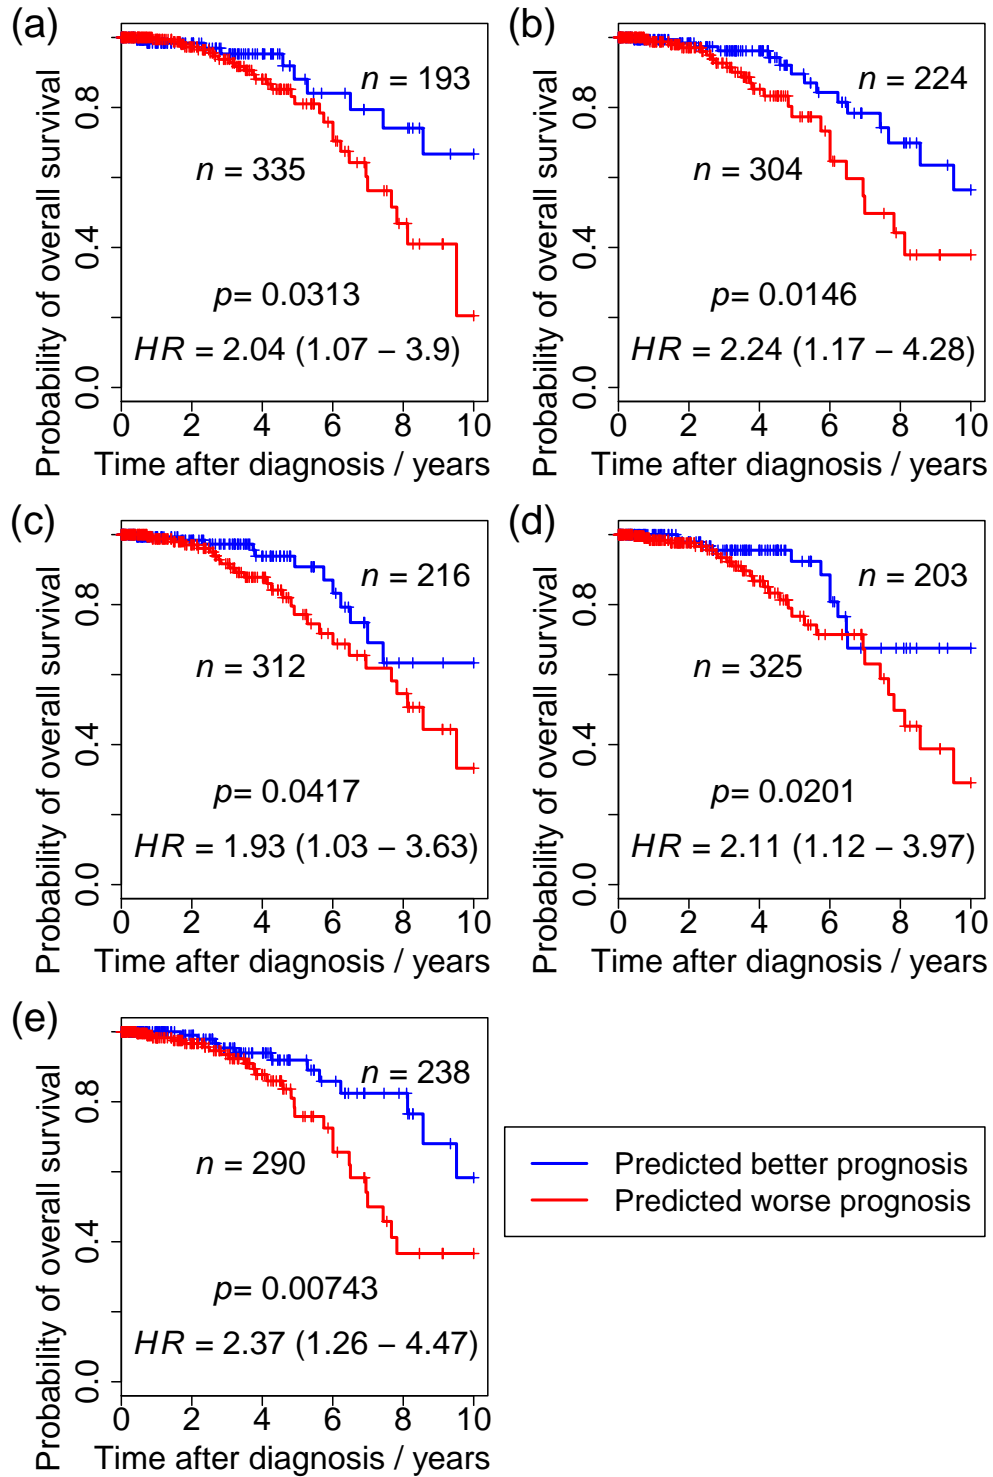 (a)
Probability of overall survival
0.0 0.4 0.8
n = 193
n = 335
p= 0.0313
HR = 2.04 (1.07 − 3.9)
0 2 4 6 8 10
Time after diagnosis / years
(b)
Probability of overall survival
0.0 0.4 0.8
n = 224
n = 304
p= 0.0146
HR = 2.24 (1.17 − 4.28)
0 2 4 6 8 10
Time after diagnosis / years
(c)
Probability of overall survival
0.0 0.4 0.8
n = 216
n = 312
p= 0.0417
HR = 1.93 (1.03 − 3.63)
0 2 4 6 8 10
Time after diagnosis / years
(d)
Probability of overall survival
0.0 0.4 0.8
n = 203
n = 325
p= 0.0201
HR = 2.11 (1.12 − 3.97)
0 2 4 6 8 10
Time after diagnosis / years
(e)
Probability of overall survival
0.0 0.4 0.8
n = 238
n = 290
p= 0.00743
HR = 2.37 (1.26 − 4.47)
0 2 4 6 8 10
Time after diagnosis / years
Predicted better prognosis
Predicted worse prognosis